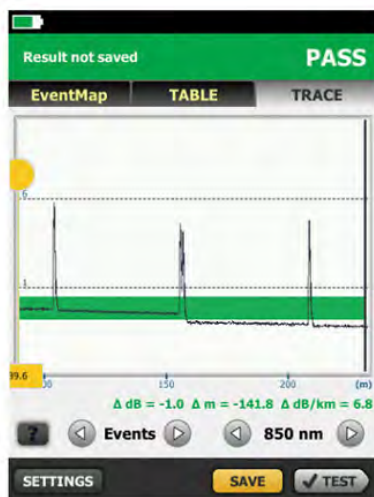 Result not saved PASS
EventMap TABLE TRACE
6
1
99.6
150 200 (m)
Δ dB = -1.0 Δ m = -141.8 Δ dB/km = 6.8
? Events 850 nm
SETTINGS SAVE TEST